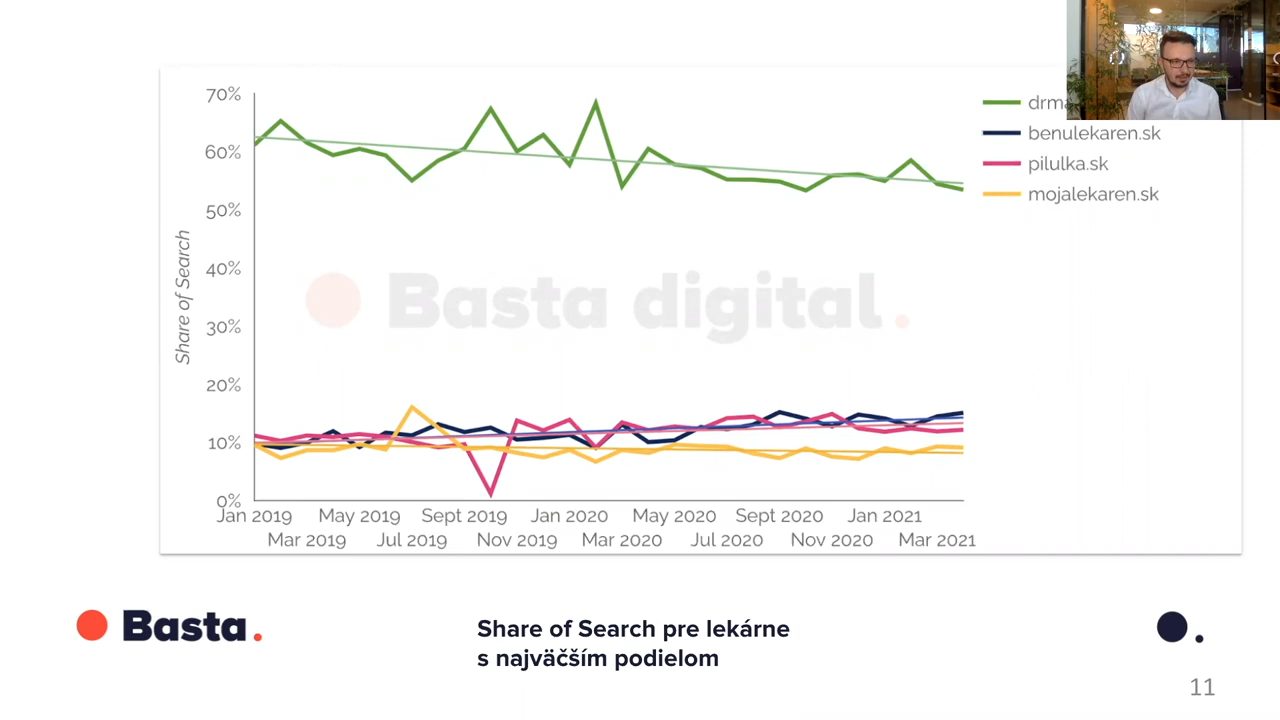 70%
60%
50%
40%
30%
20%
10%
0%
Share of Search
Basta digital.
benulekaren.sk
pilulka.sk
mojalekaren.sk
Jan 2019 May 2019 Sept 2019 Jan 2020 May 2020 Sept 2020 Jan 2021
Mar 2019 Jul 2019 Nov 2019 Mar 2020 Jul 2020 Nov 2020 Mar 2021
Basta.
Share of Search pre lekárne
s najväčším podielom
11